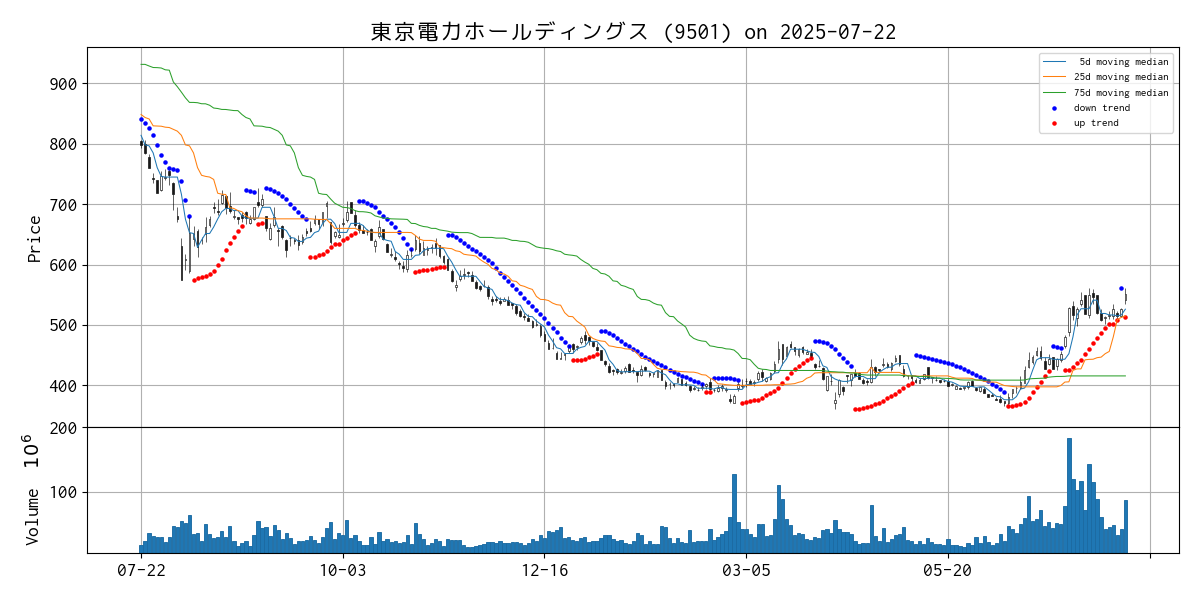 東京電力ホールディングス (9501) on 2025-07-22
5d moving median
25d moving median
75d moving median
down trend
up trend
900
800
700
600
500
400
Price
200
100
Volume 10^6
07-22
10-03
12-16
03-05
05-20